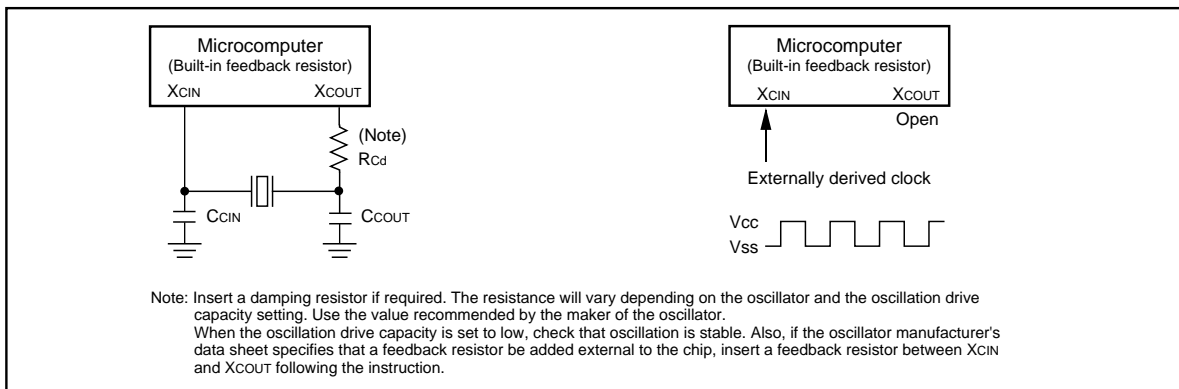 Microcomputer
(Built-in feedback resistor)
XCIN XCOUT
(Note)
RCd
CCIN CCOUT
Microcomputer
(Built-in feedback resistor)
XCIN XCOUT
Open
Externally derived clock
Vcc
Vss
Note: Insert a damping resistor if required. The resistance will vary depending on the oscillator and the oscillation drive
capacity setting. Use the value recommended by the maker of the oscillator.
When the oscillation drive capacity is set to low, check that oscillation is stable. Also, if the oscillator manufacturer's
data sheet specifies that a feedback resistor be added external to the chip, insert a feedback resistor between XCIN
and XCOUT following the instruction.